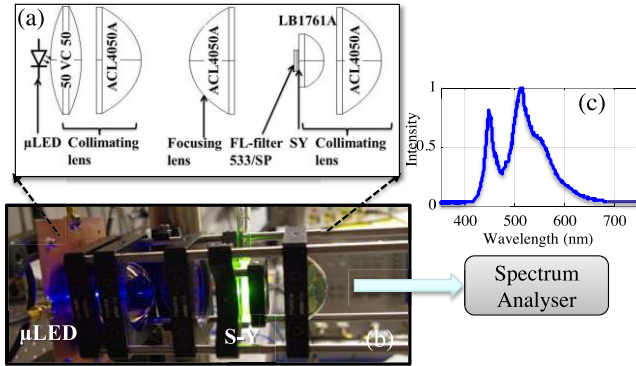 (a)
50 VC 50
ACL4050A
ACL4050A
LB1761A
ACL4050A
µLED
Collimating
lens
Focusing
lens
FL-filter
533/SP
SY
Collimating
lens
(c)
Intensity
1
0.5
0
400 500 600 700
Wavelength (nm)
µLED
S-Y
(b)
Spectrum
Analyser